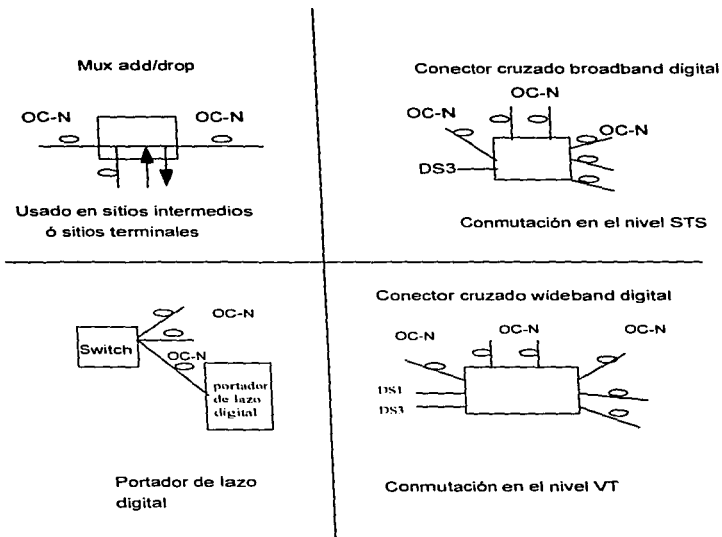 Mux add/drop
OC-N
OC-N
Usado en sitios intermedios
ó sitios terminales
Conector cruzado broadband digital
OC-N
OC-N
OC-N
DS3
Conmutación en el nivel STS
Switch
OC-N
OC-N
portador
de lazo
digital
Portador de lazo
digital
Conector cruzado wideband digital
OC-N
OC-N
OC-N
DS1
DS3
Conmutación en el nivel VT